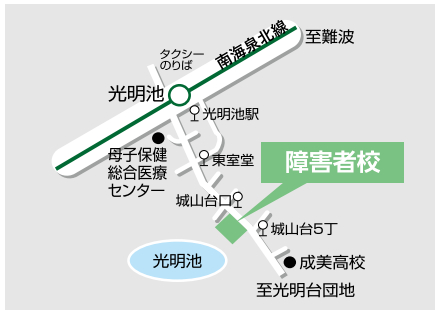 南海泉北線
至難波
タクシー
のりば
光明池
光明池駅
母子保健
総合医療
センター
東室堂
障害者校
城山台口
城山台5丁
光明池
成美高校
至光明台団地